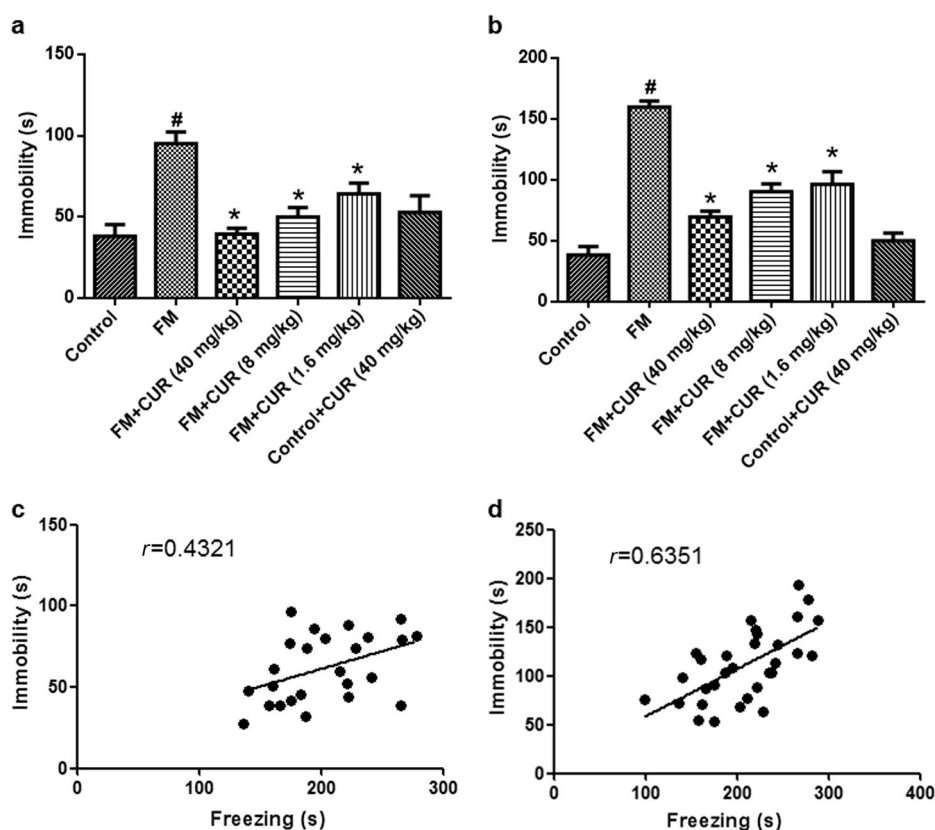 a
Immobility (s)
150
100
50
0
#
*
*
*
Control
FM
FM+CUR (40 mg/kg)
FM+CUR (8 mg/kg)
FM+CUR (1.6 mg/kg)
Control+CUR (40 mg/kg)
b
Immobility (s)
200
150
100
50
0
#
*
*
*
Control
FM
FM+CUR (40 mg/kg)
FM+CUR (8 mg/kg)
FM+CUR (1.6 mg/kg)
Control+CUR (40 mg/kg)
c
Immobility (s)
150
100
50
0
r=0.4321
0 100 200 300
Freezing (s)
d
Immobility (s)
250
200
150
100
50
0
r=0.6351
0 100 200 300 400
Freezing (s)